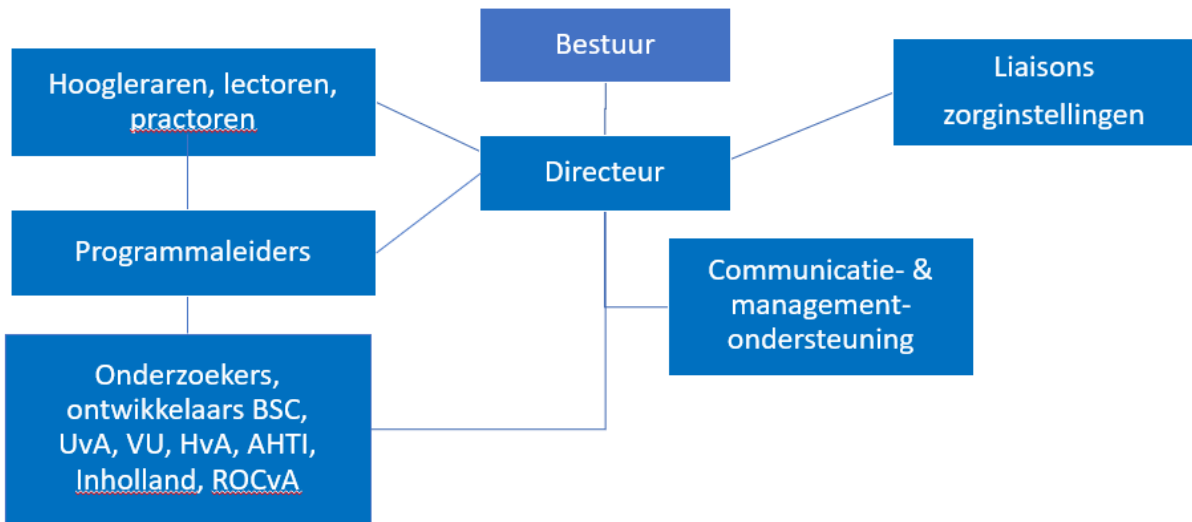 Bestuur
Hoogleraren, lectoren,
practoren
Liaisons
zorginstellingen
Directeur
Programmaleiders
Communicatie- &
management-
ondersteuning
Onderzoekers,
ontwikkelaars BSC,
UvA, VU, HvA, AHTI,
Inholland, ROCvA